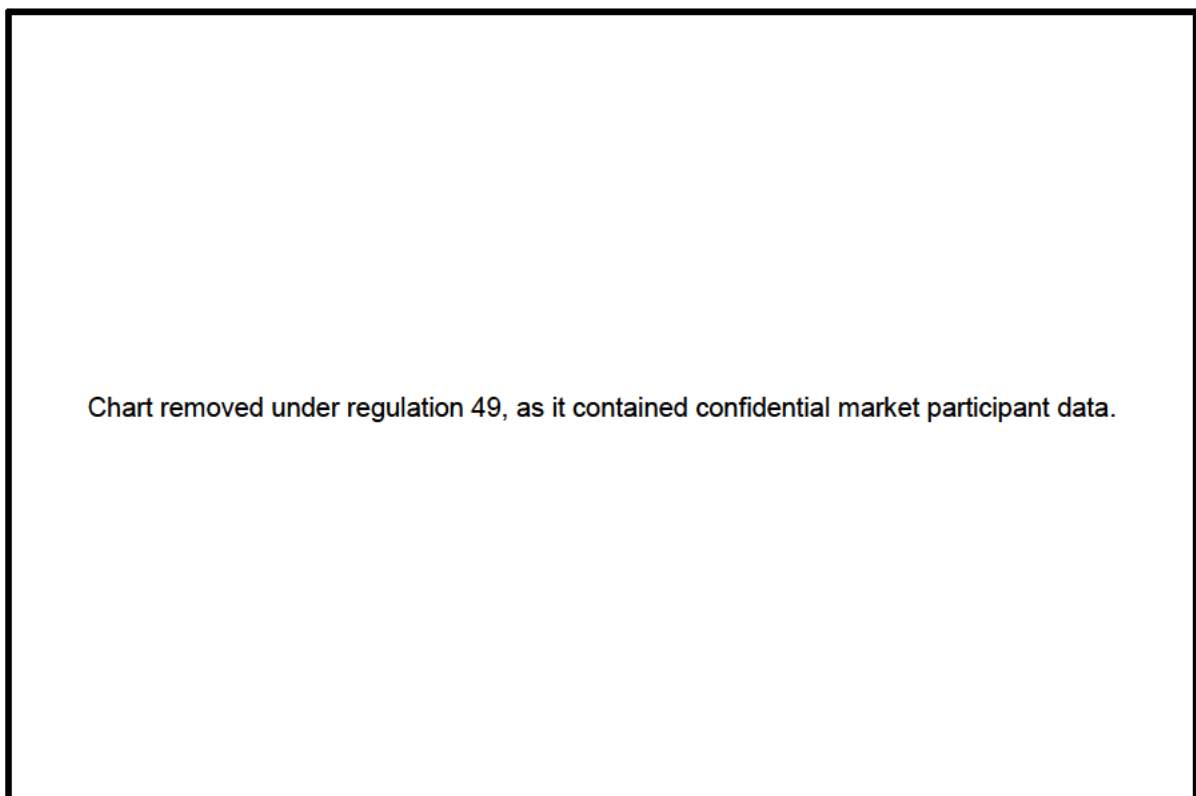 Chart removed under regulation 49, as it contained confidential market participant data.